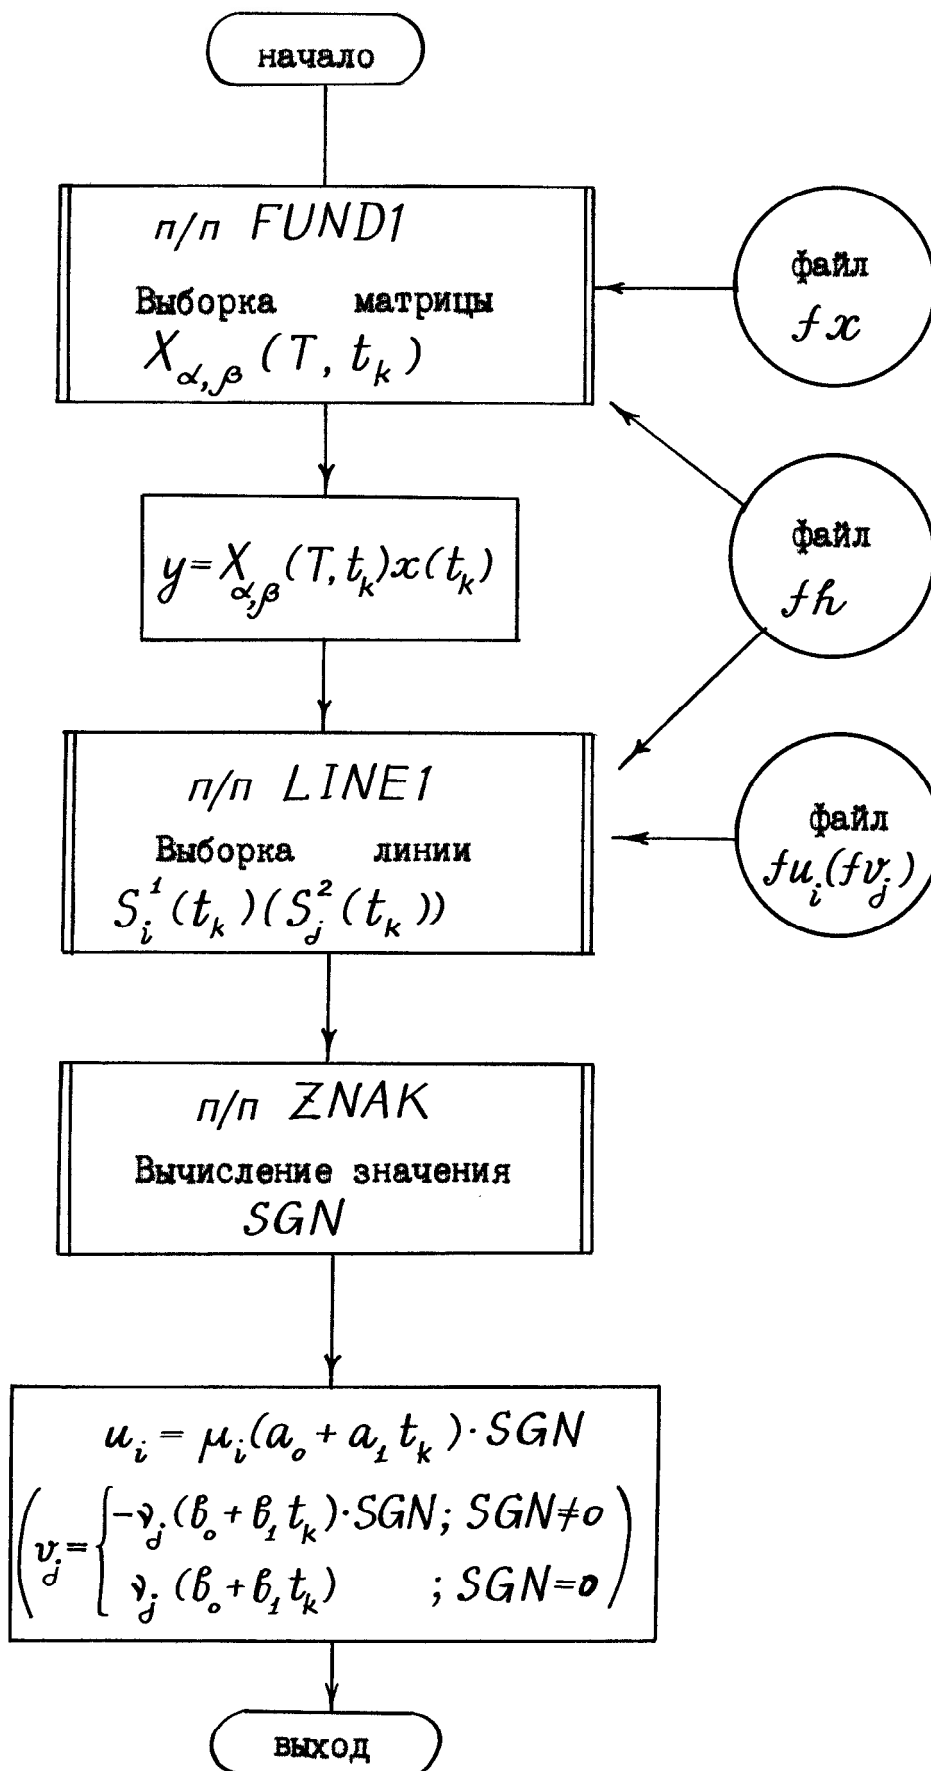 начало
п/п FUND1
Выборка матрицы
X_{α,β}(T, t_k)
файл
fx
y=X_{α,β}(T,t_k)x(t_k)
файл
fh
п/п LINE1
Выборка линии
S_i^1(t_k)(S_j^2(t_k))
файл
fu_i(fv_j)
п/п ZNAK
Вычисление значения
SGN
u_i = μ_i(a_0 + a_1 t_k)·SGN
(v_j = { -ν_j(b_0 + b_1 t_k)·SGN; SGN≠0
ν_j(b_0 + b_1 t_k) ; SGN=0 )
выход